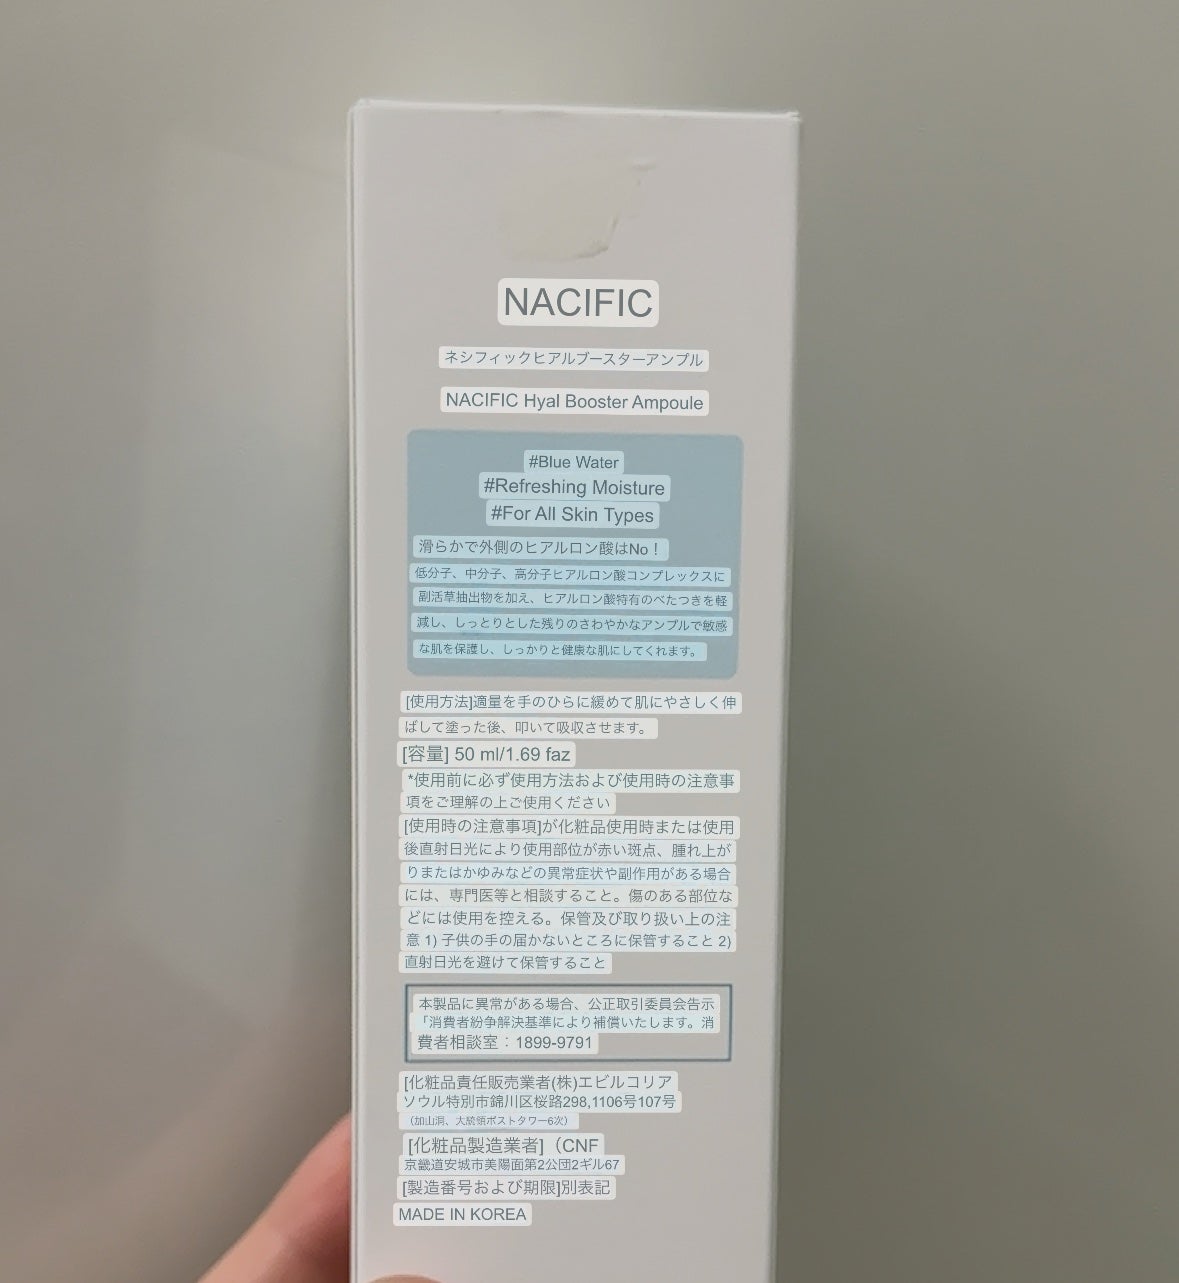 NACIFIC
ネシフィックヒアルブースターアンプル
NACIFIC Hyal Booster Ampoule
#Blue Water
#Refreshing Moisture
#For All Skin Types
滑らかで外側のヒアルロン酸はNo！
低分子、中分子、高分子ヒアルロン酸コンプレックスに
副活草抽出物を加え、ヒアルロン酸特有のべたつきを軽
減し、しっとりとした残りのさわやかなアンプルで敏感
な肌を保護し、しっかりと健康な肌にしてくれます。
[使用方法]適量を手のひらに緩めて肌にやさしく伸
ばして塗った後、叩いて吸収させます。
[容量] 50 ml/1.69 faz
*使用前に必ず使用方法および使用時の注意事
項をご理解の上ご使用ください
[使用時の注意事項]が化粧品使用時または使用
後直射日光により使用部位が赤い斑点、腫れ上が
りまたはかゆみなどの異常症状や副作用がある場合
には、専門医等と相談すること。傷のある部位な
どには使用を控える。保管及び取り扱い上の注
意 1) 子供の手の届かないところに保管すること 2)
直射日光を避けて保管すること
本製品に異常がある場合、公正取引委員会告示
「消費者紛争解決基準により補償いたします。消
費者相談室：1899-9791
[化粧品責任販売業者(株)エビルコリア
ソウル特別市錦川区桜路298,1106号107号
（加山洞、大統領ポストタワー6次）
[化粧品製造業者]（CNF
京畿道安城市美陽面第2公団2ギル67
[製造番号および期限]別表記
MADE IN KOREA